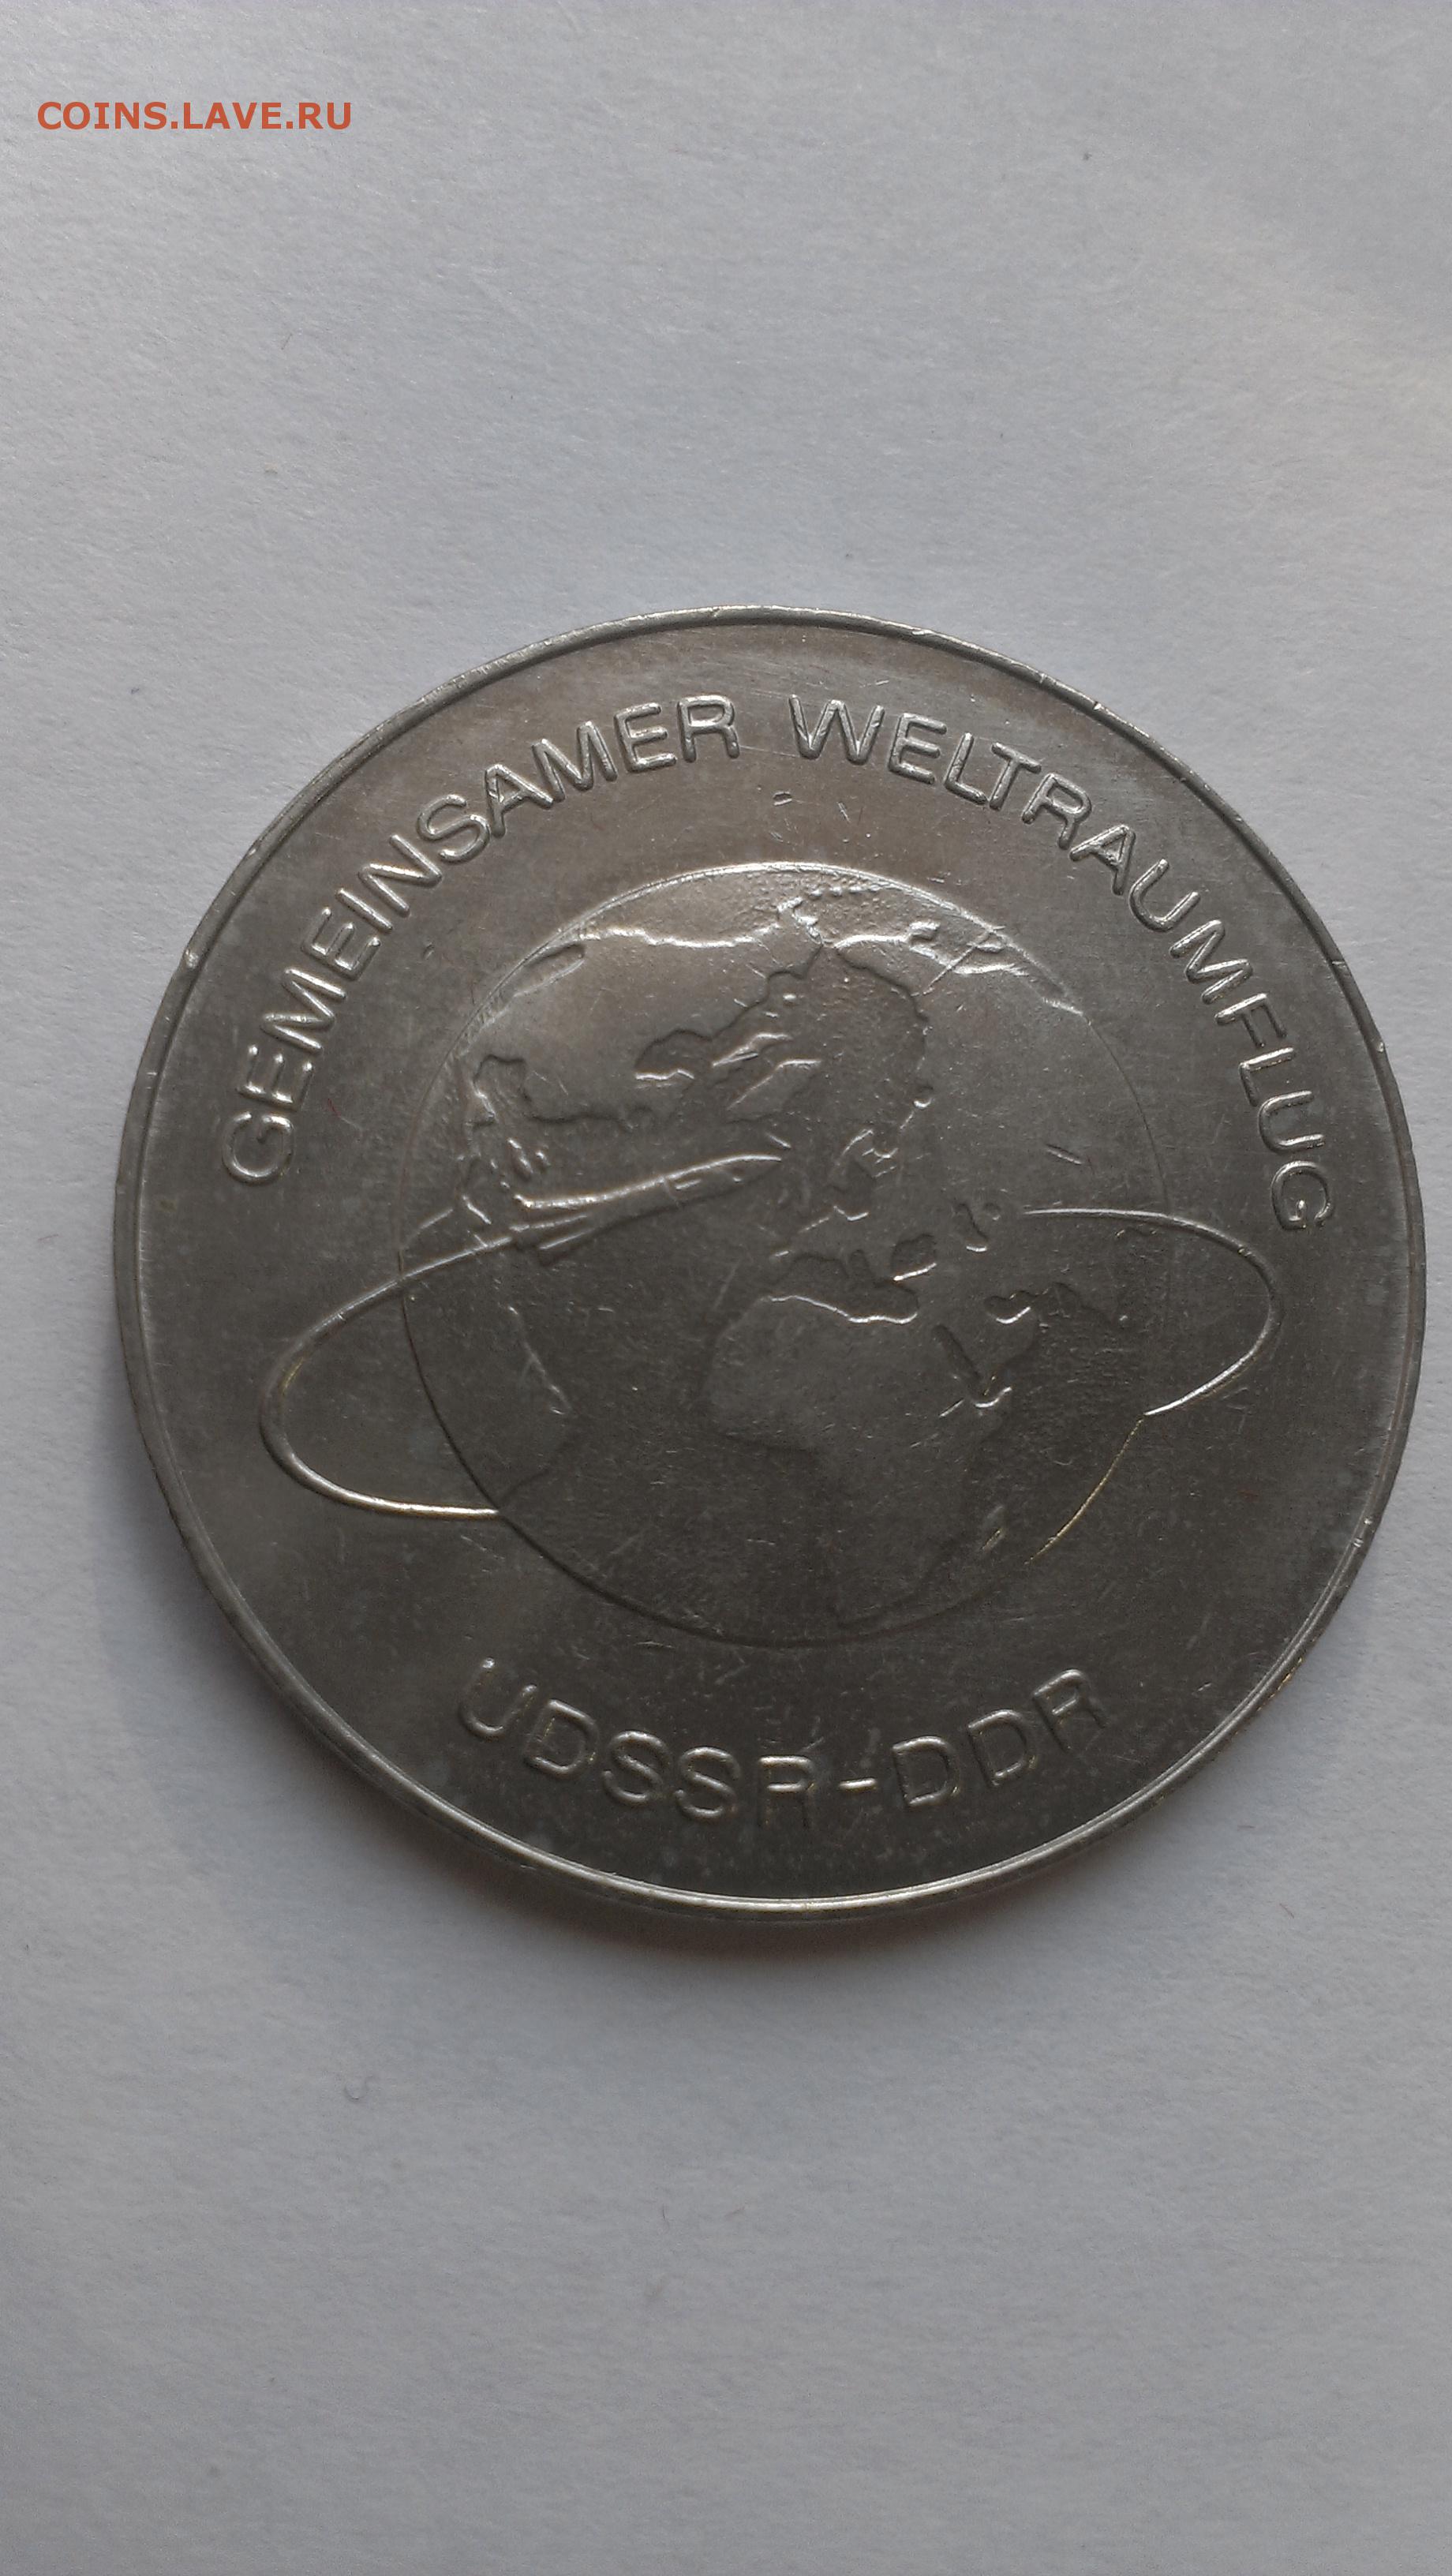 COINS.LAVE.RU
GEMEINSAMER WELTRAUMFLUG
UDSSR-DDR